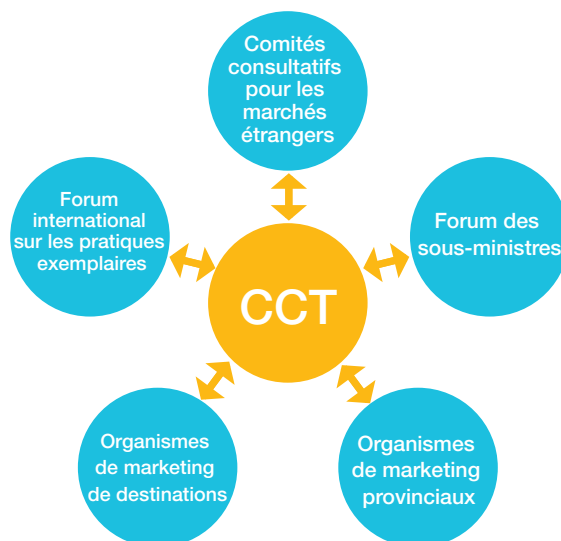 Comités
consultatifs
pour les
marchés
étrangers
Forum
international
sur les pratiques
exemplaires
Forum des
sous-ministres
CCT
Organismes
de marketing
de destinations
Organismes
de marketing
provinciaux